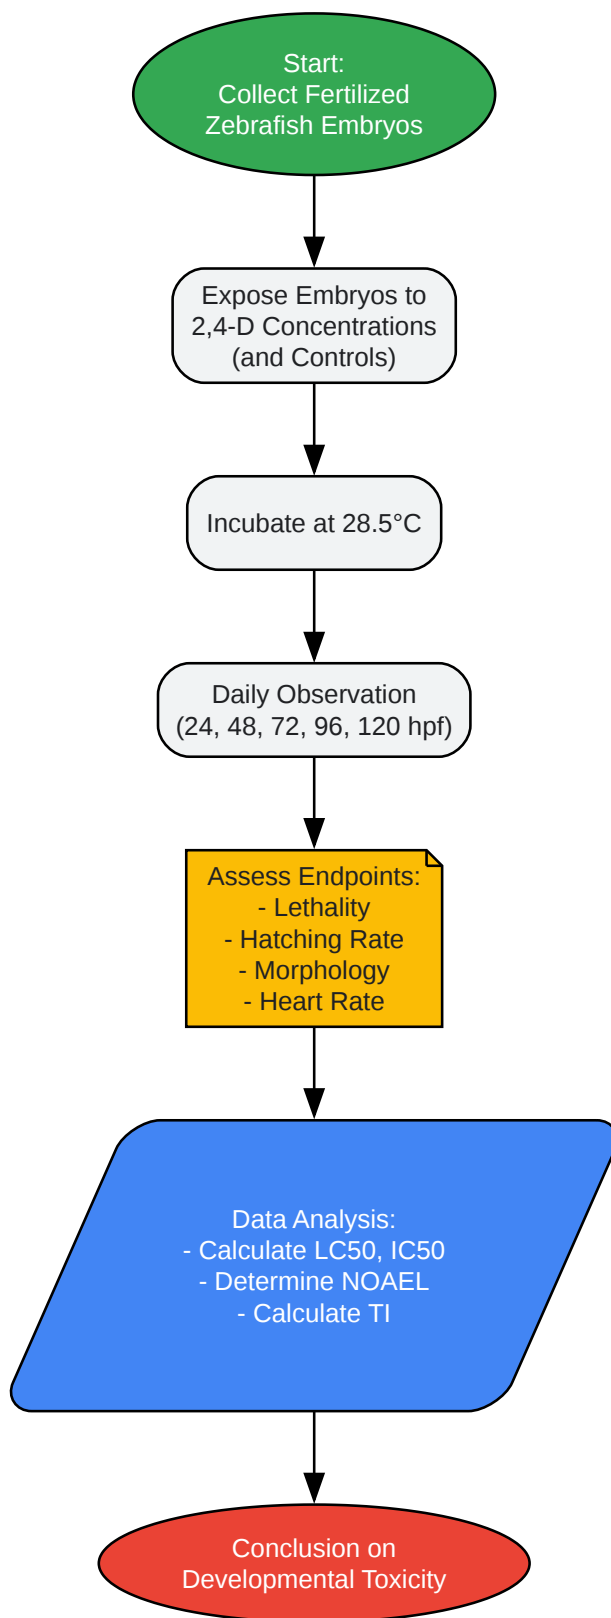 Start:
Collect Fertilized
Zebrafish Embryos
Expose Embryos to
2,4-D Concentrations
(and Controls)
Incubate at 28.5°C
Daily Observation
(24, 48, 72, 96, 120 hpf)
Assess Endpoints:
- Lethality
- Hatching Rate
- Morphology
- Heart Rate
Data Analysis:
- Calculate LC50, IC50
- Determine NOAEL
- Calculate TI
Conclusion on
Developmental Toxicity